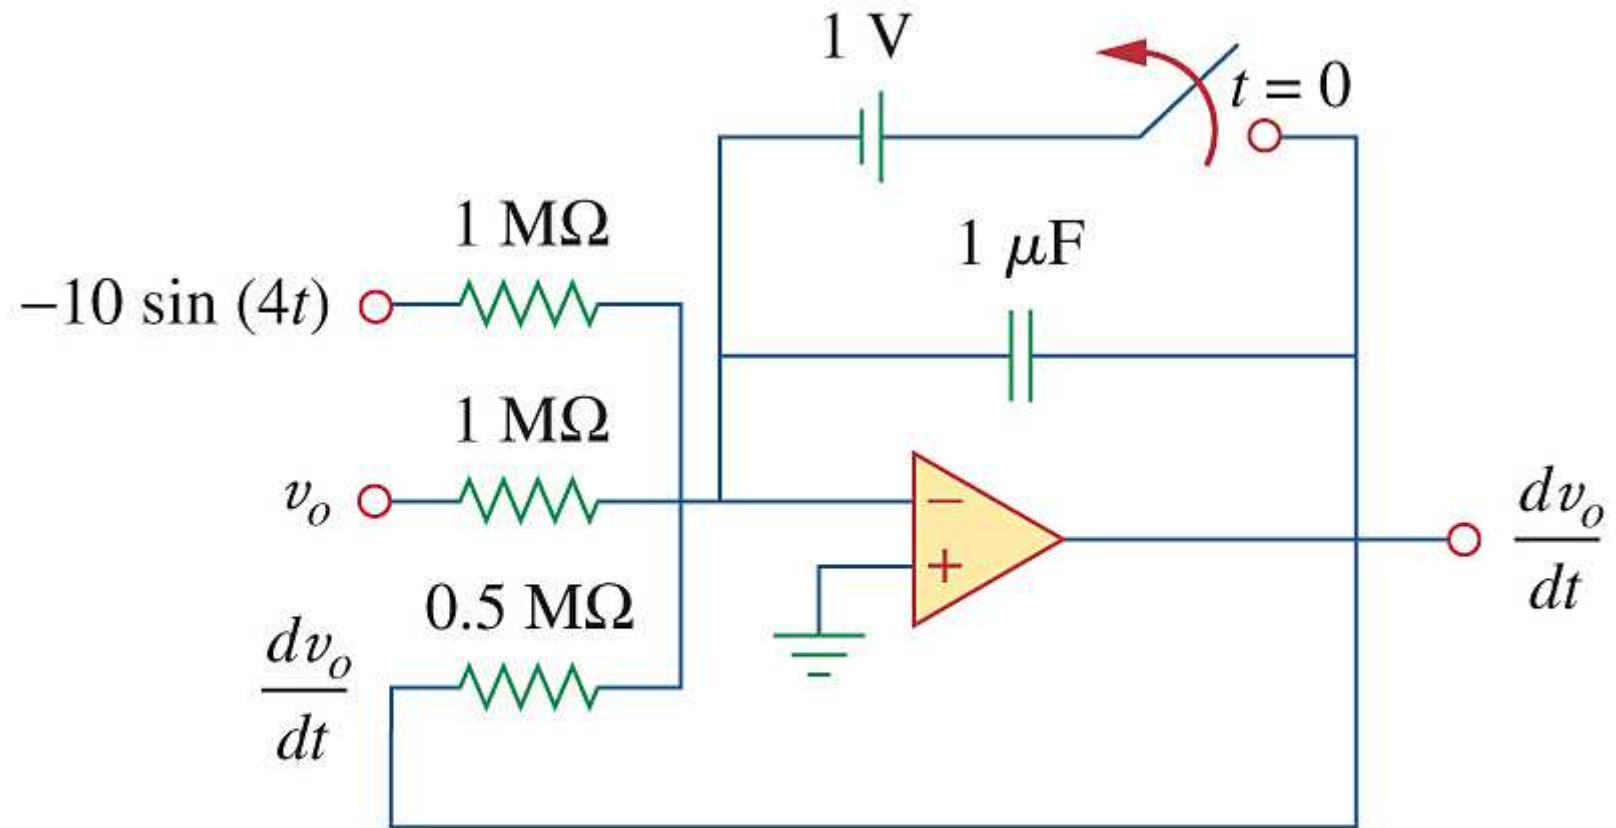 1 V
t = 0
1 MΩ
1 μF
−10 sin (4t)
1 MΩ
v_o
−
+
dv_o
dt
0.5 MΩ
dv_o
dt